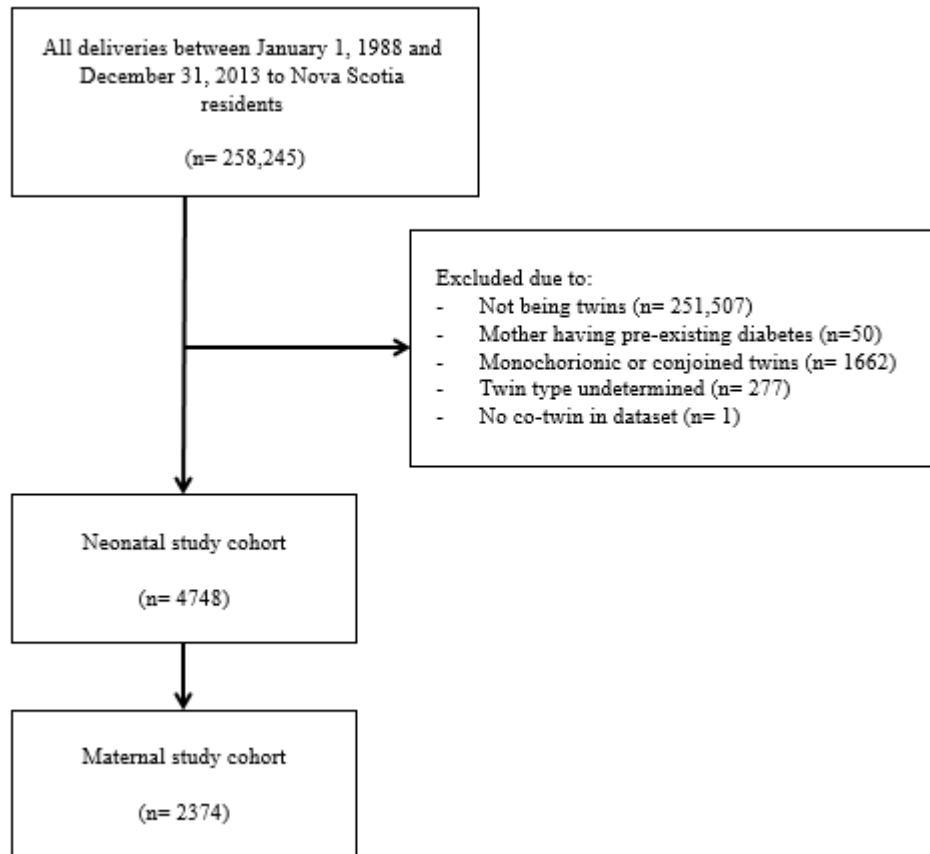 All deliveries between January 1, 1988 and
December 31, 2013 to Nova Scotia
residents
(n= 258,245)
Excluded due to:
- Not being twins (n= 251,507)
- Mother having pre-existing diabetes (n=50)
- Monochorionic or conjoined twins (n= 1662)
- Twin type undetermined (n= 277)
- No co-twin in dataset (n= 1)
Neonatal study cohort
(n= 4748)
Maternal study cohort
(n= 2374)